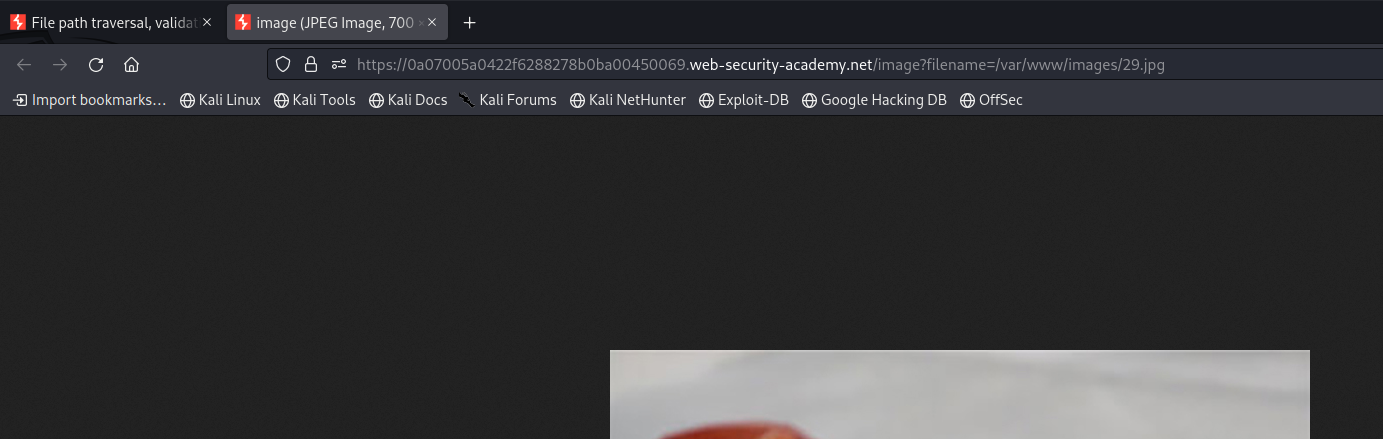 File path traversal, validat
image (JPEG Image, 700
https://0a07005a0422f6288278b0ba00450069.web-security-academy.net/image?filename=/var/www/images/29.jpg
Import bookmarks... Kali Linux Kali Tools Kali Docs Kali Forums Kali NetHunter Exploit-DB Google Hacking DB OffSec